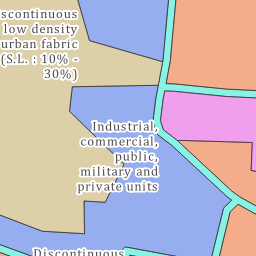 scontinuous
low density
urban fabric
(S.L. : 10% -
30%)
Industrial,
commercial,
public,
military and
private units
Discontinuous